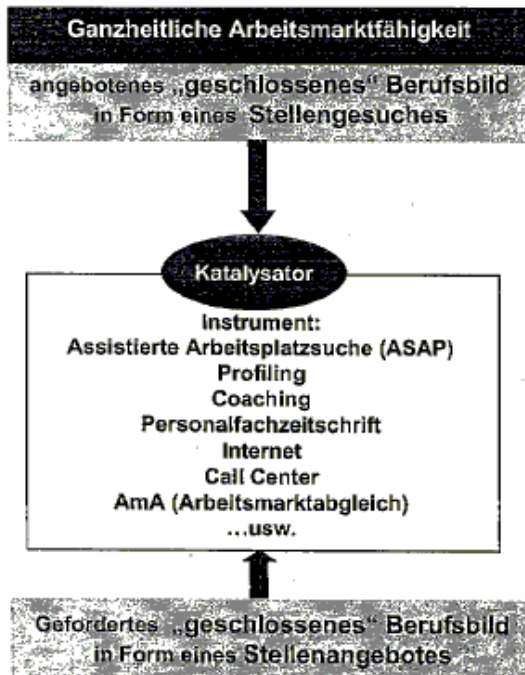 Ganzheitliche Arbeitsmarktfähigkeit
angebotenes „geschlossenes“ Berufsbild
in Form eines Stellengesuches
Katalysator
Instrument:
Assistierte Arbeitsplatzsuche (ASAP)
Profiling
Coaching
Personalfachzeitschrift
Internet
Call Center
AmA (Arbeitsmarktabgleich)
...usw.
Gefordertes „geschlossenes“ Berufsbild
in Form eines Stellenangebotes